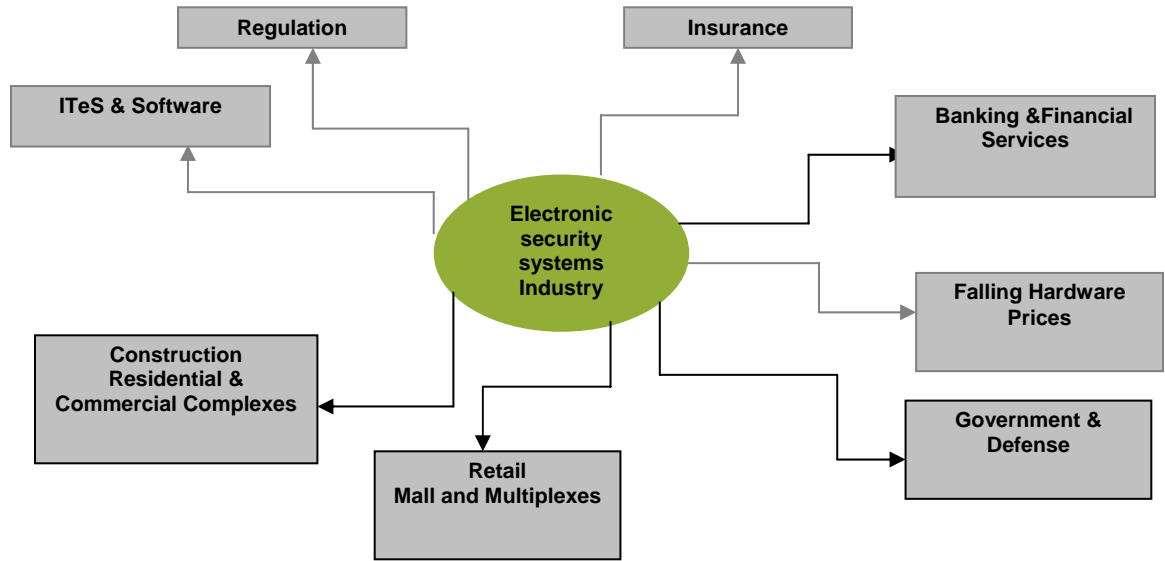 Regulation
Insurance
ITeS & Software
Banking &Financial
Services
Electronic
security
systems
Industry
Falling Hardware
Prices
Construction
Residential &
Commercial Complexes
Government &
Defense
Retail
Mall and Multiplexes